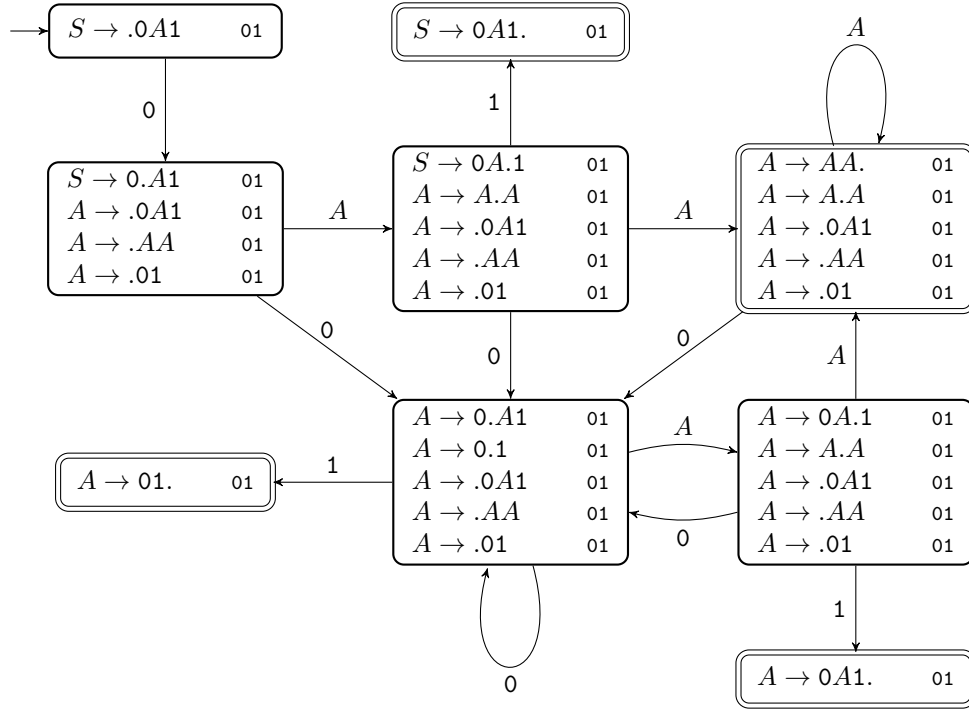 S → .0A1 01
S → 0A1. 01
A
0
1
S → 0.A1 01
A → .0A1 01
A → .AA 01
A → .01 01
A
S → 0A.1 01
A → A.A 01
A → .0A1 01
A → .AA 01
A → .01 01
A
A → AA. 01
A → A.A 01
A → .0A1 01
A → .AA 01
A → .01 01
0
0
0
A
A → 01. 01
1
A → 0.A1 01
A → 0.1 01
A → .0A1 01
A → .AA 01
A → .01 01
A
0
A → 0A.1 01
A → A.A 01
A → .0A1 01
A → .AA 01
A → .01 01
1
0
A → 0A1. 01